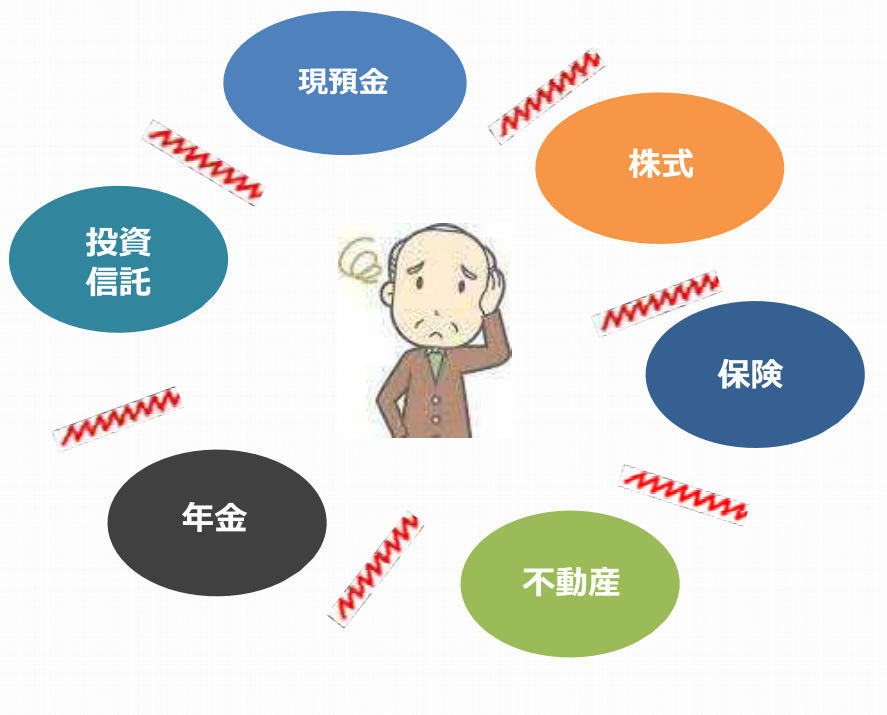 現預金
株式
投資
信託
保険
年金
不動産